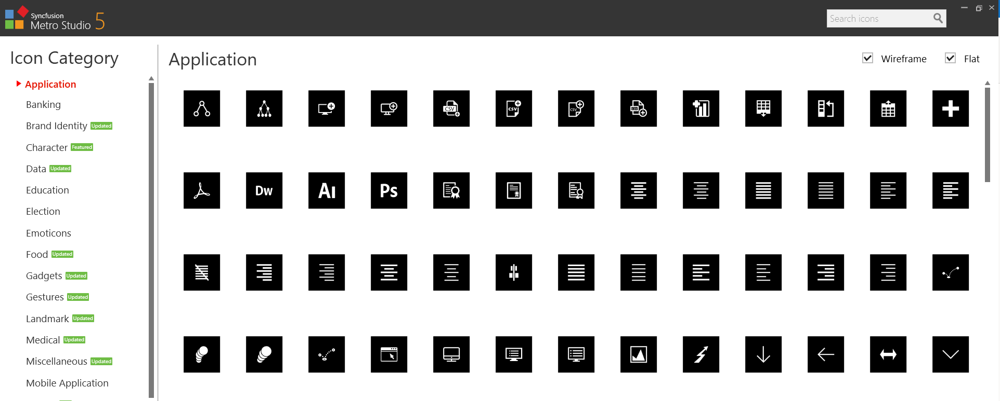 Syncfusion
Metro Studio 5
Search icons
Icon Category
Application
Banking
Brand Identity Updated
Character Featured
Data Updated
Education
Election
Emoticons
Food Updated
Gadgets Updated
Gestures Updated
Landmark Updated
Medical Updated
Miscellaneous Updated
Mobile Application
Application
Wireframe
Flat
CSV
CSV
CSV
CSV
Dw
Ai
Ps